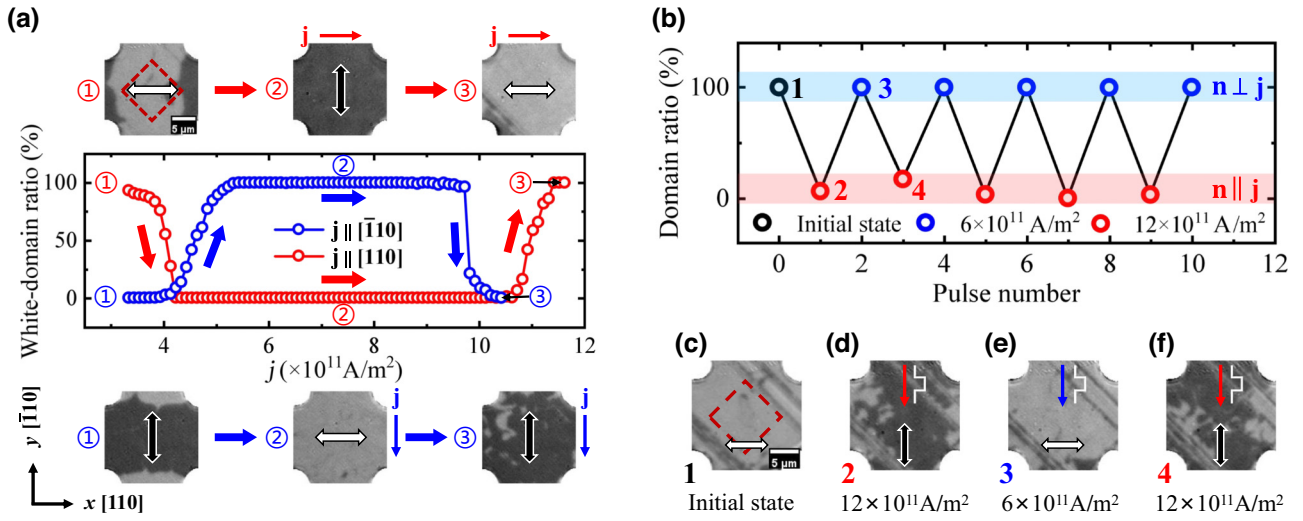 (a)
j
j
①
②
③
5 μm
White-domain ratio (%)
100
50
0
①
②
③
j || [1̄10]
j || [110]
①
②
③
4
6
8
10
12
j (×10¹¹A/m²)
①
②
j
③
j
y [1̄10]
x [110]
(b)
Domain ratio (%)
100
0
1
3
n ⊥ j
2
4
n || j
Initial state
6×10¹¹ A/m²
12×10¹¹ A/m²
0
2
4
6
8
10
12
Pulse number
(c)
(d)
(e)
(f)
5 μm
1
2
3
4
Initial state
12×10¹¹A/m²
6×10¹¹A/m²
12×10¹¹A/m²